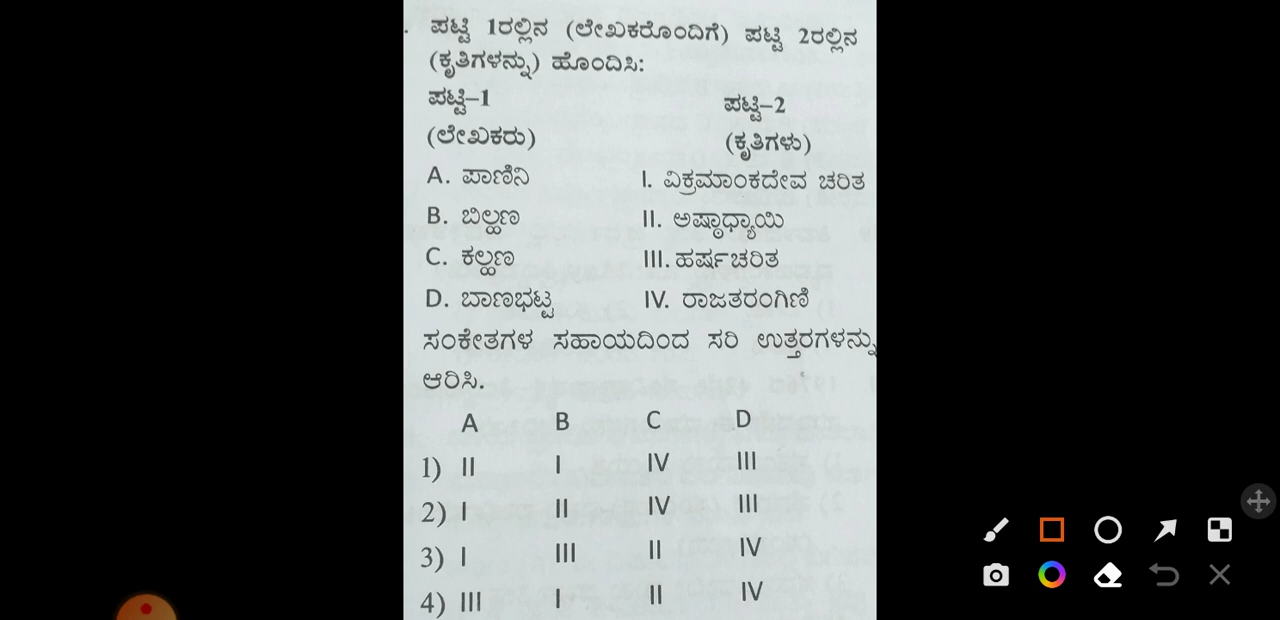 . ಪಟ್ಟಿ 1ರಲ್ಲಿನ (ಲೇಖಕರೊಂದಿಗೆ) ಪಟ್ಟಿ 2ರಲ್ಲಿನ
(ಕೃತಿಗಳನ್ನು) ಹೊಂದಿಸಿ:
ಪಟ್ಟಿ–1 ಪಟ್ಟಿ–2
(ಲೇಖಕರು) (ಕೃತಿಗಳು)
A. ಪಾಣಿನಿ I. ವಿಕ್ರಮಾಂಕದೇವ ಚರಿತ
B. ಬಿಲ್ಹಣ II. ಅಷ್ಠಾಧ್ಯಾಯಿ
C. ಕಲ್ಹಣ III. ಹರ್ಷಚರಿತ
D. ಬಾಣಭಟ್ಟ IV. ರಾಜತರಂಗಿಣಿ
ಸಂಕೇತಗಳ ಸಹಾಯದಿಂದ ಸರಿ ಉತ್ತರಗಳನ್ನು
ಆರಿಸಿ.
A B C D
1) II I IV III
2) I II IV III
3) I III II IV
4) III I II IV